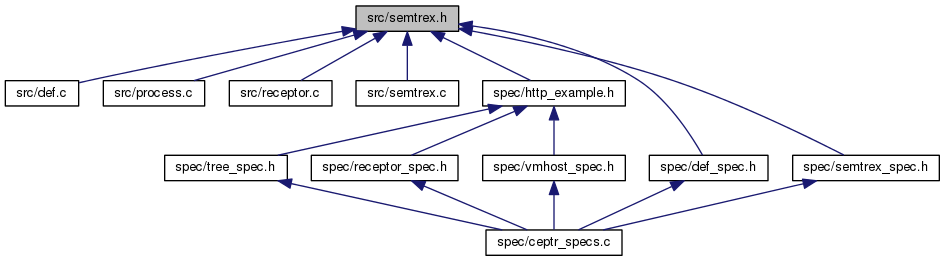 src/semtrex.h
src/def.c
src/process.c
src/receptor.c
src/semtrex.c
spec/http_example.h
spec/tree_spec.h
spec/receptor_spec.h
spec/vmhost_spec.h
spec/def_spec.h
spec/semtrex_spec.h
spec/ceptr_specs.c